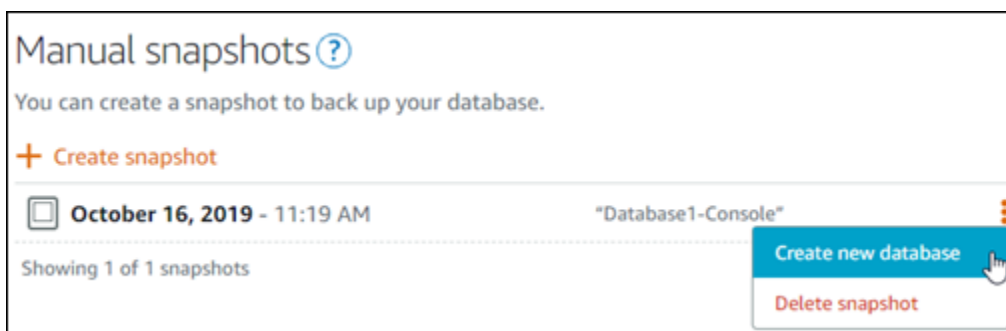 Manual snapshots ?
You can create a snapshot to back up your database.
+ Create snapshot
October 16, 2019 - 11:19 AM "Database1-Console"
Create new database
Showing 1 of 1 snapshots
Delete snapshot